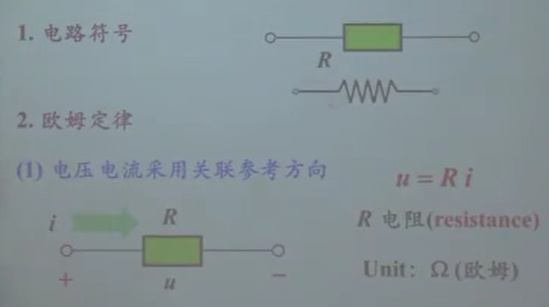 1. 电路符号
R
2. 欧姆定律
(1) 电压电流采用关联参考方向
u = R i
i
R
R 电阻(resistance)
+
u
−
Unit: Ω (欧姆)